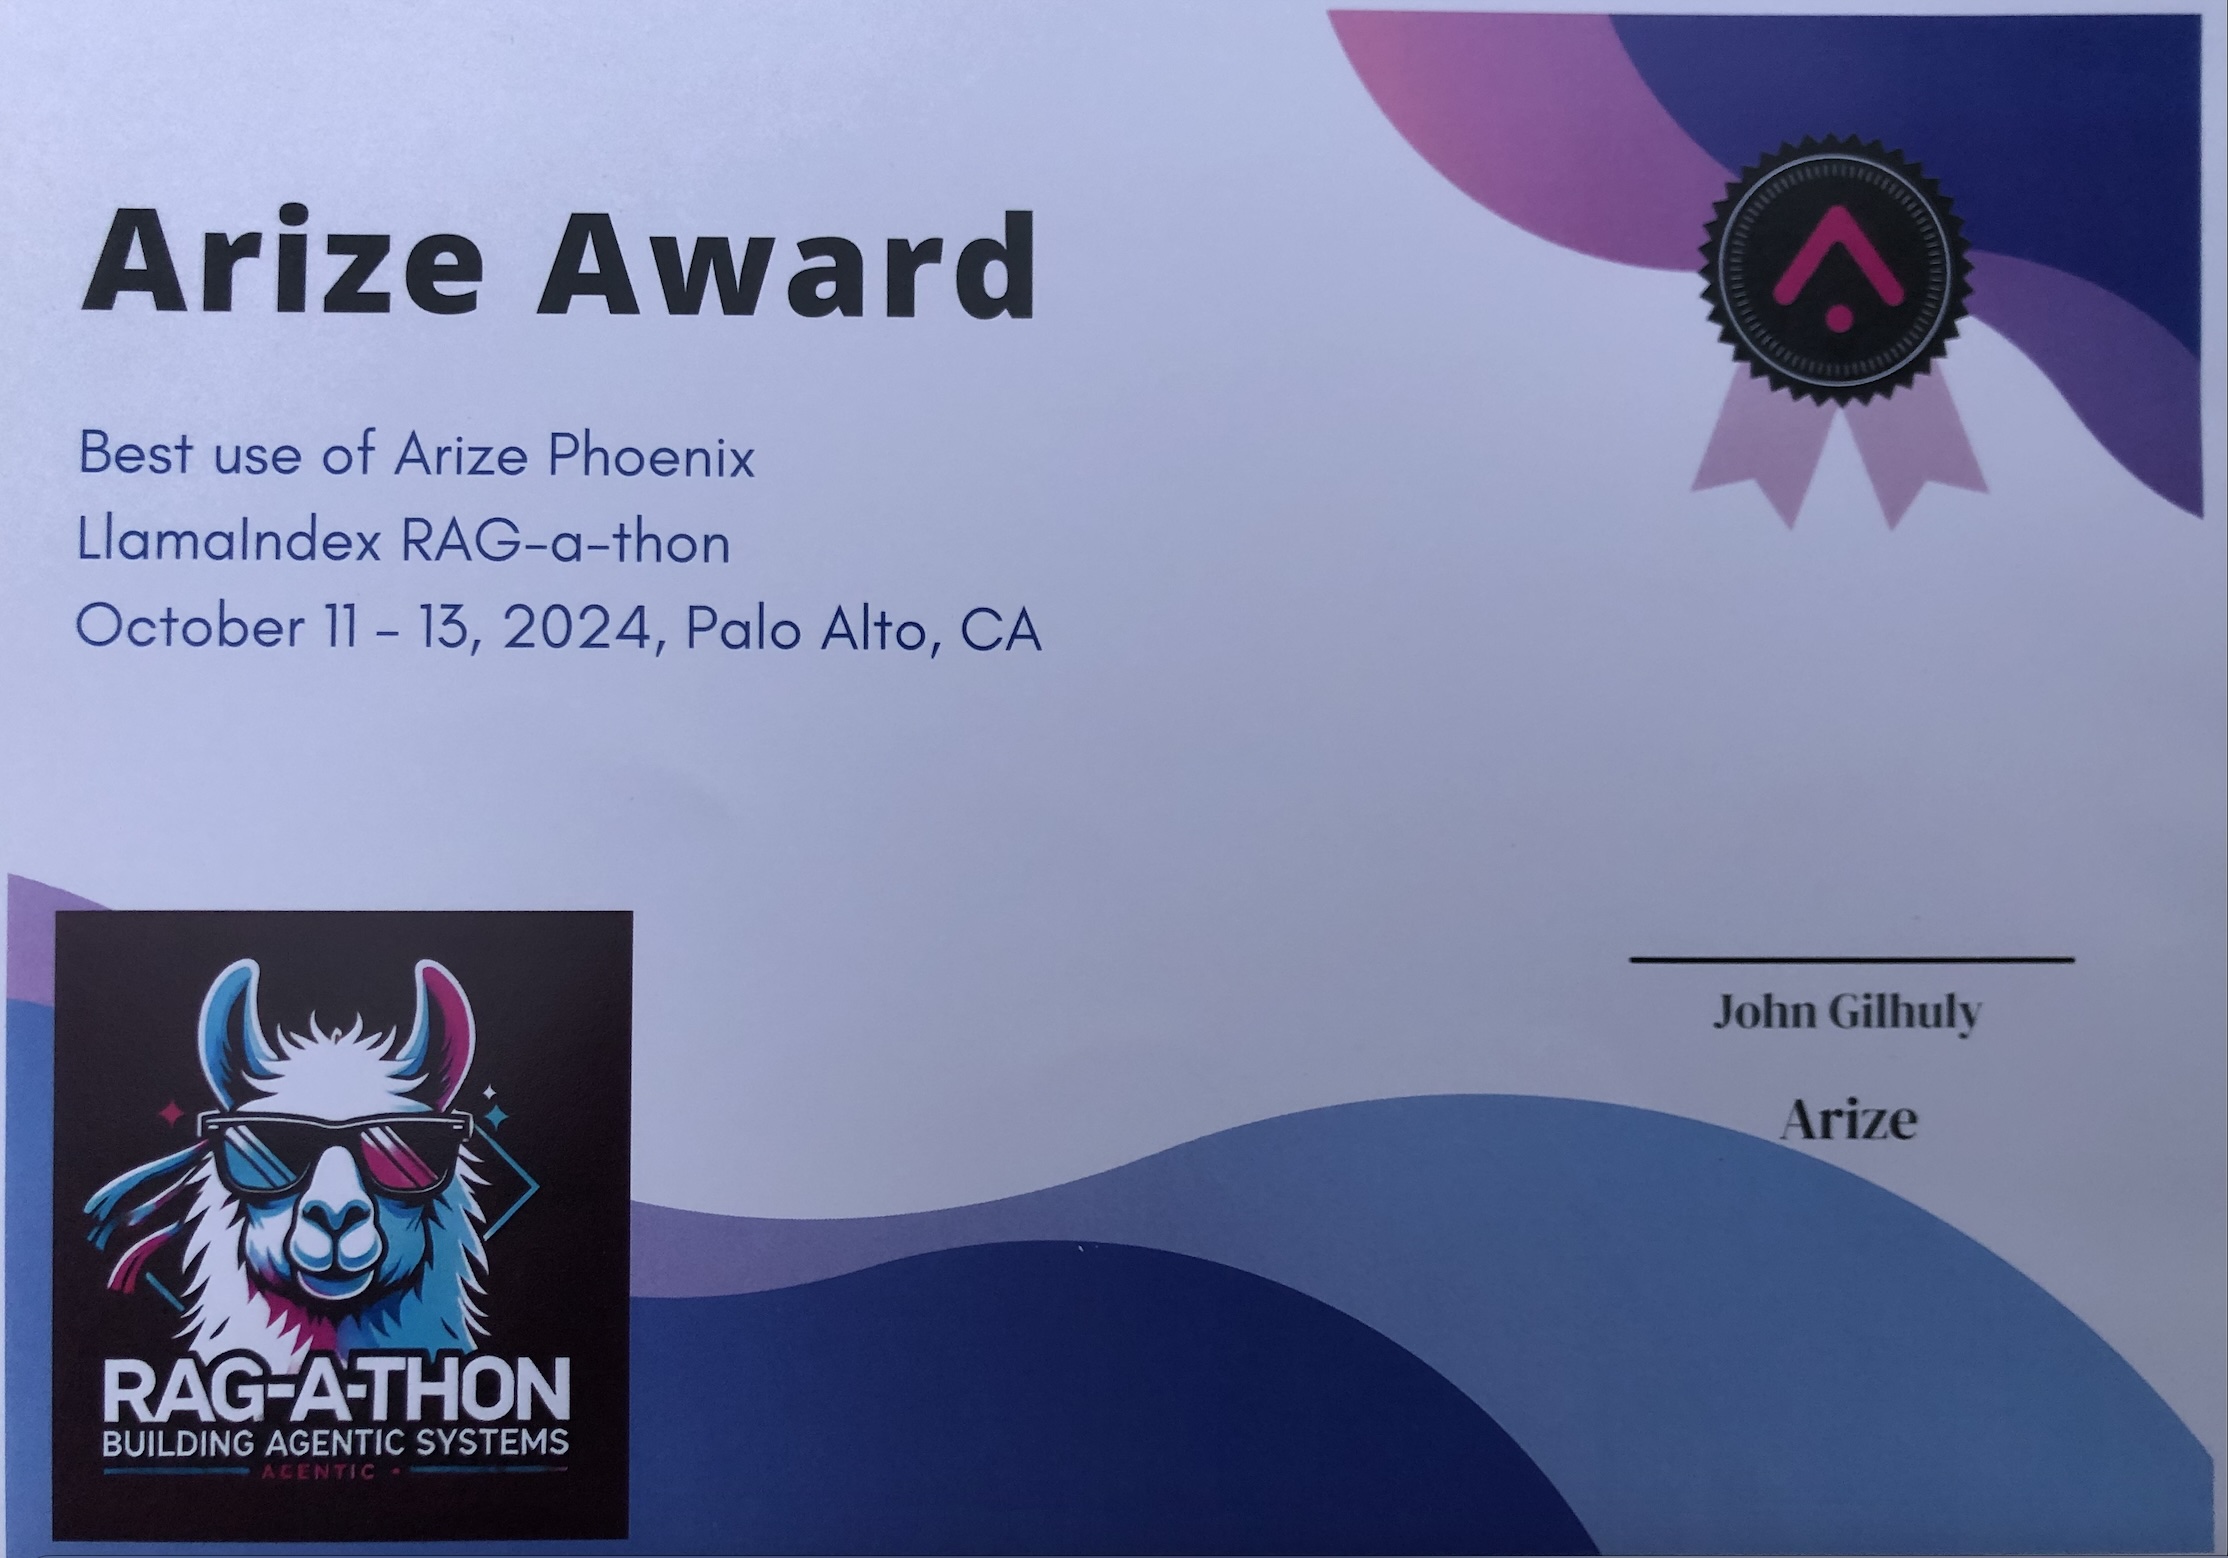 Arize Award
Best use of Arize Phoenix
LlamaIndex RAG-a-thon
October 11 - 13, 2024, Palo Alto, CA
John Gilhuly
Arize
RAG-A-THON
BUILDING AGENTIC SYSTEMS
AGENTIC